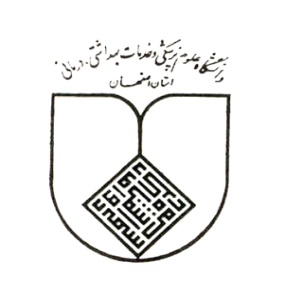 دانشگاه علوم پزشکی و خدمات بهداشتی، درمانی
استان اصفهان